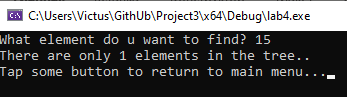 C:\Users\Victus\GitHUb\Project3\x64\Debug\lab4.exe
What element do u want to find? 15
There are only 1 elements in the tree..
Tap some button to return to main menu...